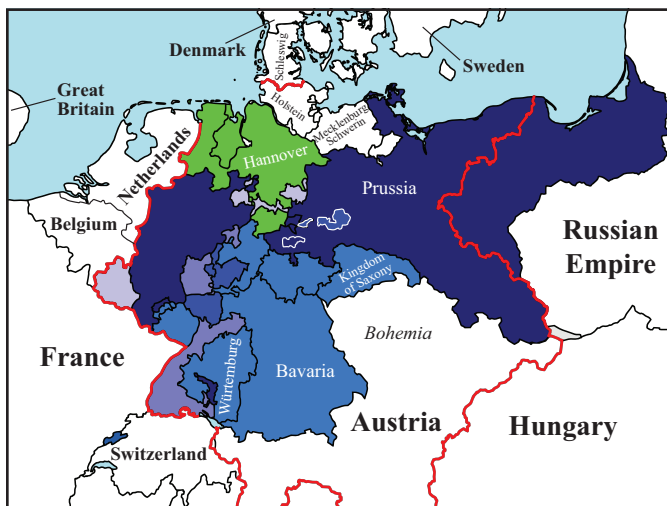 Denmark
Schleswig
Sweden
Great
Britain
Holstein
Mecklenburg
Schwerin
Netherlands
Hannover
Prussia
Belgium
Russian
Empire
Kingdom
of Saxony
Bohemia
France
Würtemburg
Bavaria
Austria
Hungary
Switzerland